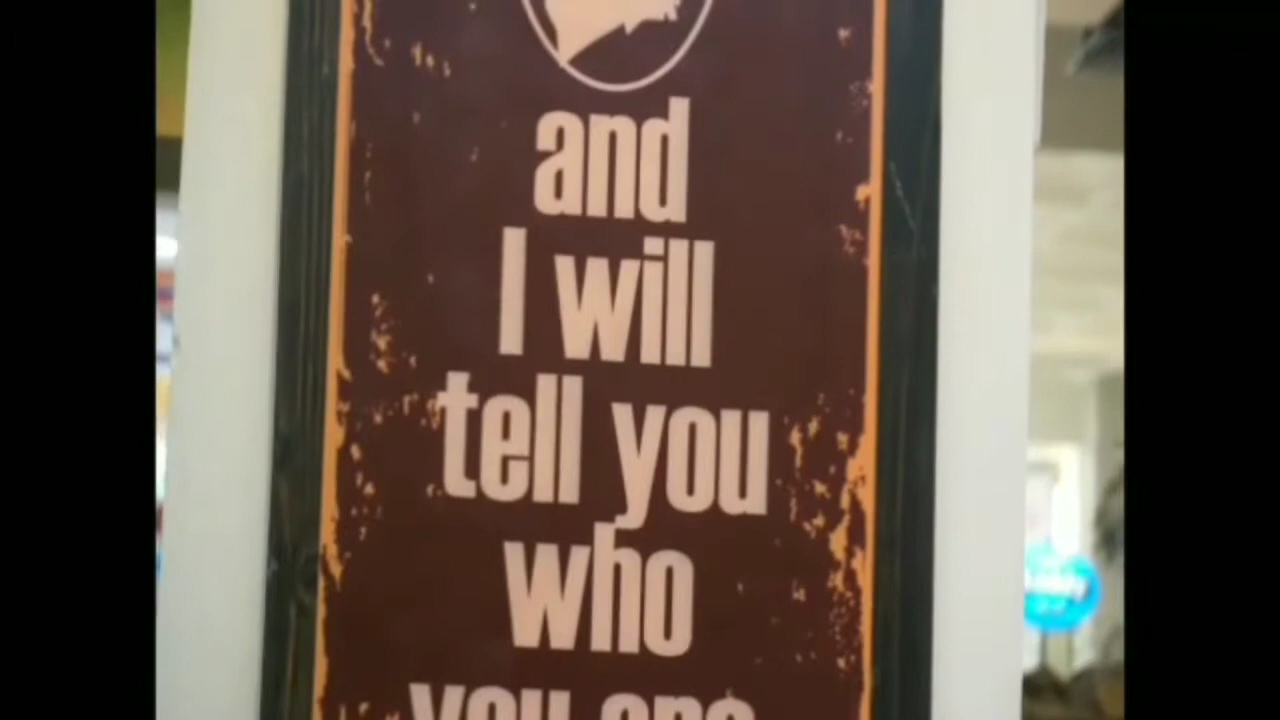 and
I will
tell you
who
you are